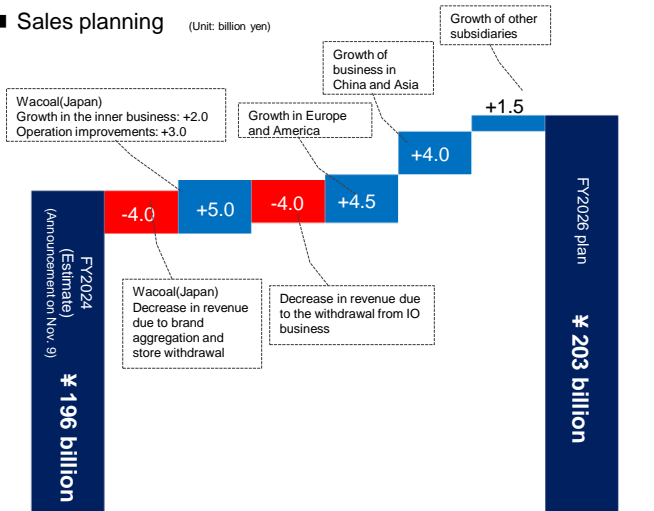 ■ Sales planning (Unit: billion yen)
Growth of other
subsidiaries
Growth of
business in
China and Asia
Wacoal(Japan)
Growth in the inner business: +2.0
Operation improvements: +3.0
Growth in Europe
and America
+1.5
+4.0
-4.0
+5.0
-4.0
+4.5
Wacoal(Japan)
Decrease in revenue
due to brand
aggregation and
store withdrawal
Decrease in revenue due
to the withdrawal from IO
business
FY2024
(Estimate)
(Announcement on Nov. 9)
¥ 196 billion
FY2026 plan
¥ 203 billion